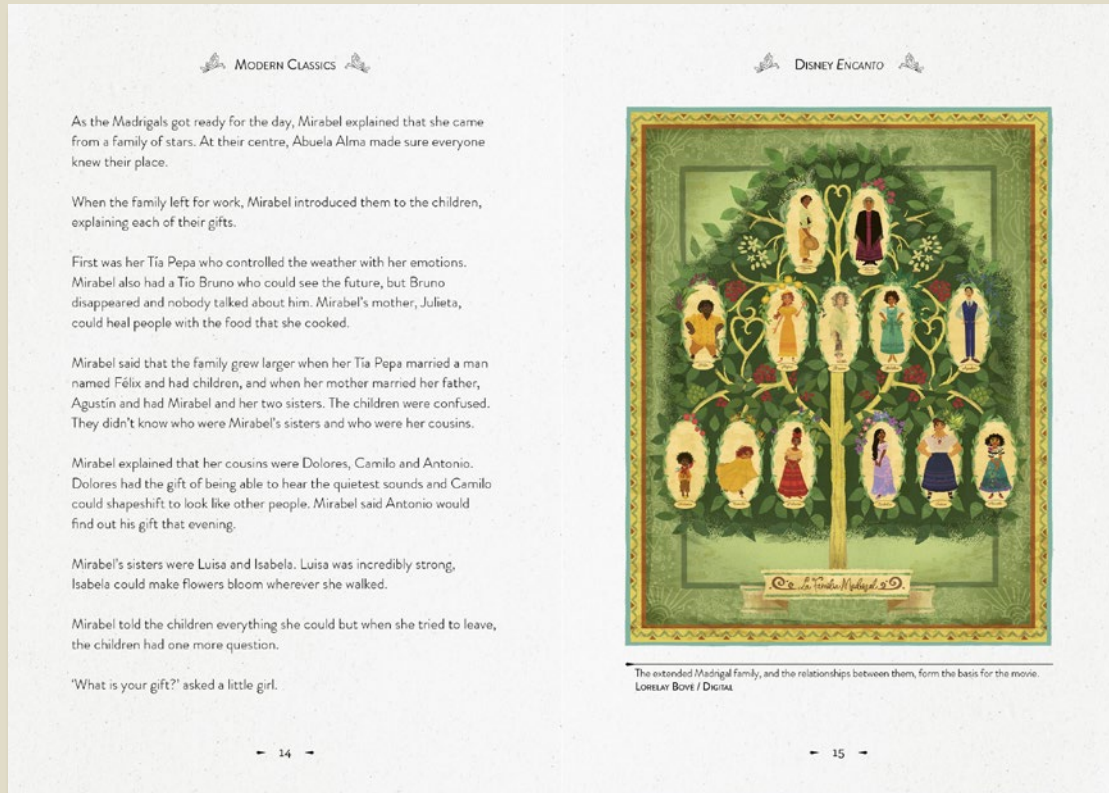 MODERN CLASSICS
As the Madrigals got ready for the day, Mirabel explained that she came
from a family of stars. At their centre, Abuela Alma made sure everyone
knew their place.
When the family left for work, Mirabel introduced them to the children,
explaining each of their gifts.
First was her Tía Pepa who controlled the weather with her emotions.
Mirabel also had a Tío Bruno who could see the future, but Bruno
disappeared and nobody talked about him. Mirabel's mother, Julieta,
could heal people with the food that she cooked.
Mirabel said that the family grew larger when her Tía Pepa married a man
named Félix and had children, and when her mother married her father,
Agustín and had Mirabel and her two sisters. The children were confused.
They didn't know who were Mirabel's sisters and who were her cousins.
Mirabel explained that her cousins were Dolores, Camilo and Antonio.
Dolores had the gift of being able to hear the quietest sounds and Camilo
could shapeshift to look like other people. Mirabel said Antonio would
find out his gift that evening.
Mirabel's sisters were Luisa and Isabela. Luisa was incredibly strong,
Isabela could make flowers bloom wherever she walked.
Mirabel told the children everything she could but when she tried to leave,
the children had one more question.
'What is your gift?' asked a little girl.
14
DISNEY ENCANTO
La Familia Madrigal
The extended Madrigal family, and the relationships between them, form the basis for the movie.
LORELAY BOVÉ / DIGITAL
15